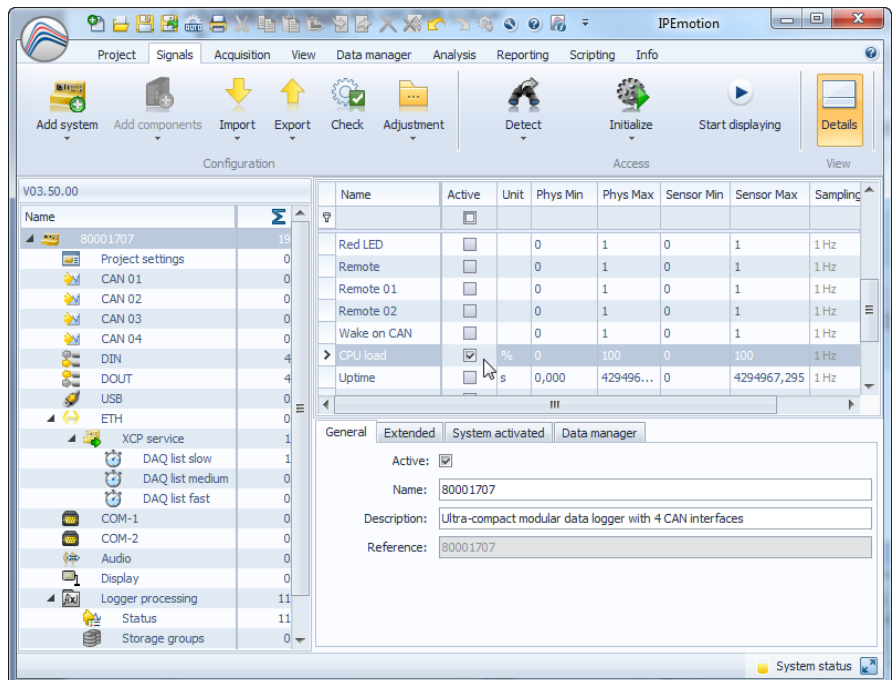 IPEmotion
Project Signals Acquisition View Data manager Analysis Reporting Scripting Info
Add system Add components Import Export Check Adjustment Detect Initialize Start displaying Details
Configuration Access View
V03.50.00
Name Σ
80001707 19
Project settings 0
CAN 01 0
CAN 02 0
CAN 03 0
CAN 04 0
DIN 4
DOUT 4
USB 0
ETH 0
XCP service 1
DAQ list slow 1
DAQ list medium 0
DAQ list fast 0
COM-1 0
COM-2 0
Audio 0
Display 0
Logger processing 11
Status 11
Storage groups 0
Name Active Unit Phys Min Phys Max Sensor Min Sensor Max Sampling
Red LED 0 1 0 1 1 Hz
Remote 0 1 0 1 1 Hz
Remote 01 0 1 0 1 1 Hz
Remote 02 0 1 0 1 1 Hz
Wake on CAN 0 1 0 1 1 Hz
CPU load % 0 100 0 100 1 Hz
Uptime s 0,000 429496... 0 4294967,295 1 Hz
General Extended System activated Data manager
Active:
Name: 80001707
Description: Ultra-compact modular data logger with 4 CAN interfaces
Reference: 80001707
System status